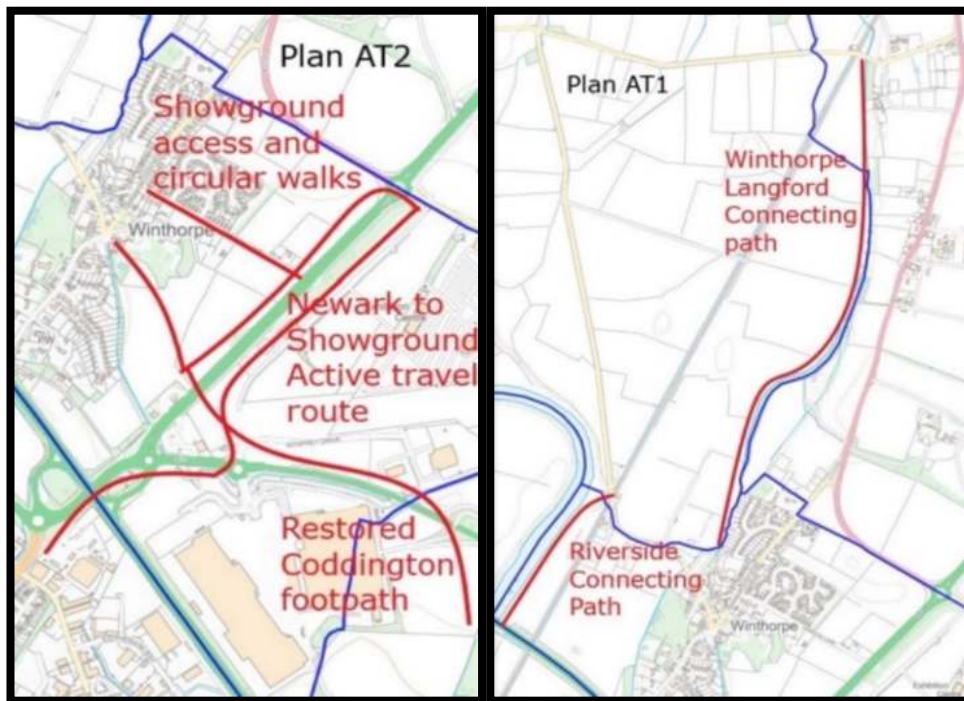 Plan AT2
Showground
access and
circular walks
Winthorpe
Newark to
Showground
Active travel
route
Restored
Coddington
footpath
Plan AT1
Winthorpe
Langford
Connecting
path
Riverside
Connecting
Path
Winthorpe